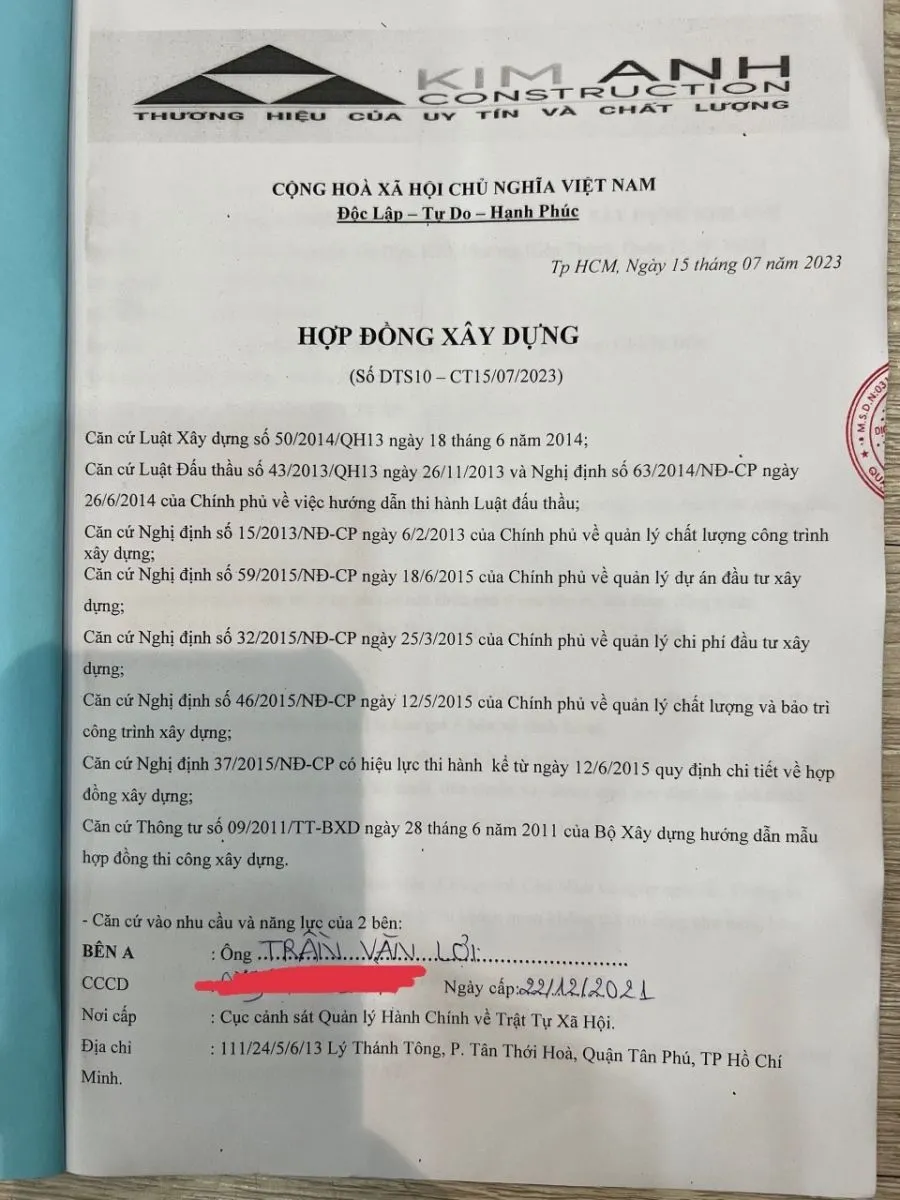 KIM ANH
CONSTRUCTION
THƯƠNG HIỆU CỦA UY TÍN VÀ CHẤT LƯỢNG
CỘNG HOÀ XÃ HỘI CHỦ NGHĨA VIỆT NAM
Độc Lập – Tự Do – Hạnh Phúc
Tp HCM, Ngày 15 tháng 07 năm 2023
HỢP ĐỒNG XÂY DỰNG
(Số DTS10 – CT15/07/2023)
Căn cứ Luật Xây dựng số 50/2014/QH13 ngày 18 tháng 6 năm 2014;
Căn cứ Luật Đấu thầu số 43/2013/QH13 ngày 26/11/2013 và Nghị định số 63/2014/NĐ-CP ngày
26/6/2014 của Chính phủ về việc hướng dẫn thi hành Luật đấu thầu;
Căn cứ Nghị định số 15/2013/NĐ-CP ngày 6/2/2013 của Chính phủ về quản lý chất lượng công trình
xây dựng;
Căn cứ Nghị định số 59/2015/NĐ-CP ngày 18/6/2015 của Chính phủ về quản lý dự án đầu tư xây
dựng;
Căn cứ Nghị định số 32/2015/NĐ-CP ngày 25/3/2015 của Chính phủ về quản lý chi phí đầu tư xây
dựng;
Căn cứ Nghị định số 46/2015/NĐ-CP ngày 12/5/2015 của Chính phủ về quản lý chất lượng và bảo trì
công trình xây dựng;
Căn cứ Nghị định 37/2015/NĐ-CP có hiệu lực thi hành kể từ ngày 12/6/2015 quy định chi tiết về hợp
đồng xây dựng;
Căn cứ Thông tư số 09/2011/TT-BXD ngày 28 tháng 6 năm 2011 của Bộ Xây dựng hướng dẫn mẫu
hợp đồng thi công xây dựng.
- Căn cứ vào nhu cầu và năng lực của 2 bên:
BÊN A : Ông TRẦN VĂN LỢI
CCCD Ngày cấp:22/12/2021
Nơi cấp : Cục cảnh sát Quản lý Hành Chính về Trật Tự Xã Hội.
Địa chỉ : 111/24/5/6/13 Lý Thánh Tông, P. Tân Thới Hoà, Quận Tân Phú, TP Hồ Chí
Minh.
M.S.D.N:03